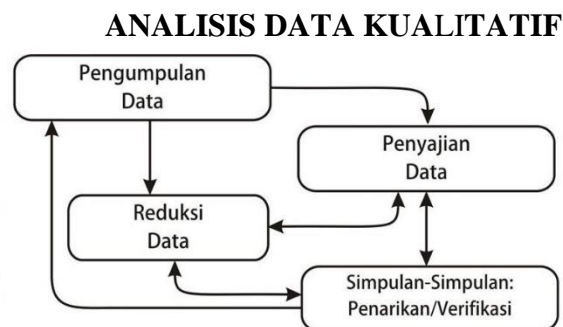 ANALISIS DATA KUALITATIF
Pengumpulan
Data
Penyajian
Data
Reduksi
Data
Simpulan-Simpulan:
Penarikan/Verifikasi